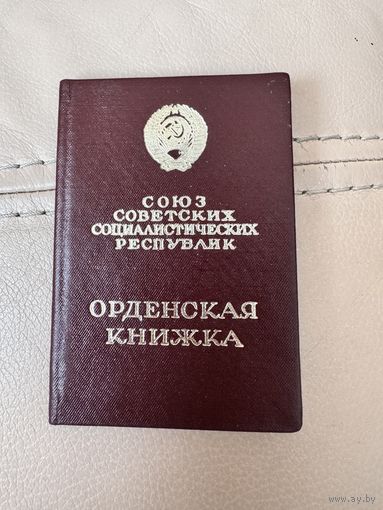 СОЮЗ
СОВЕТСКИХ
СОЦИАЛИСТИЧЕСКИХ
РЕСПУБЛИК
ОРДЕНСКАЯ
КНИЖКА
www.ay.by